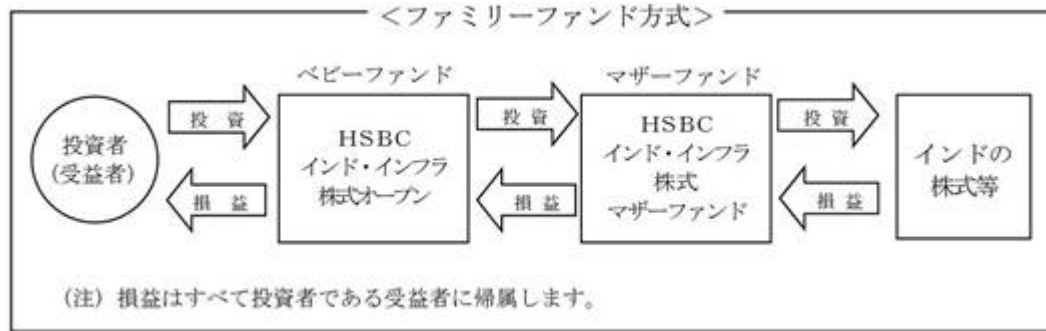 ＜ファミリーファンド方式＞
ベビーファンド
マザーファンド
投資者
(受益者)
投 資
損 益
HSBC
インド・インフラ
株式オープン
投 資
損 益
HSBC
インド・インフラ
株式
マザーファンド
投 資
損 益
インドの
株式等
(注) 損益はすべて投資者である受益者に帰属します。